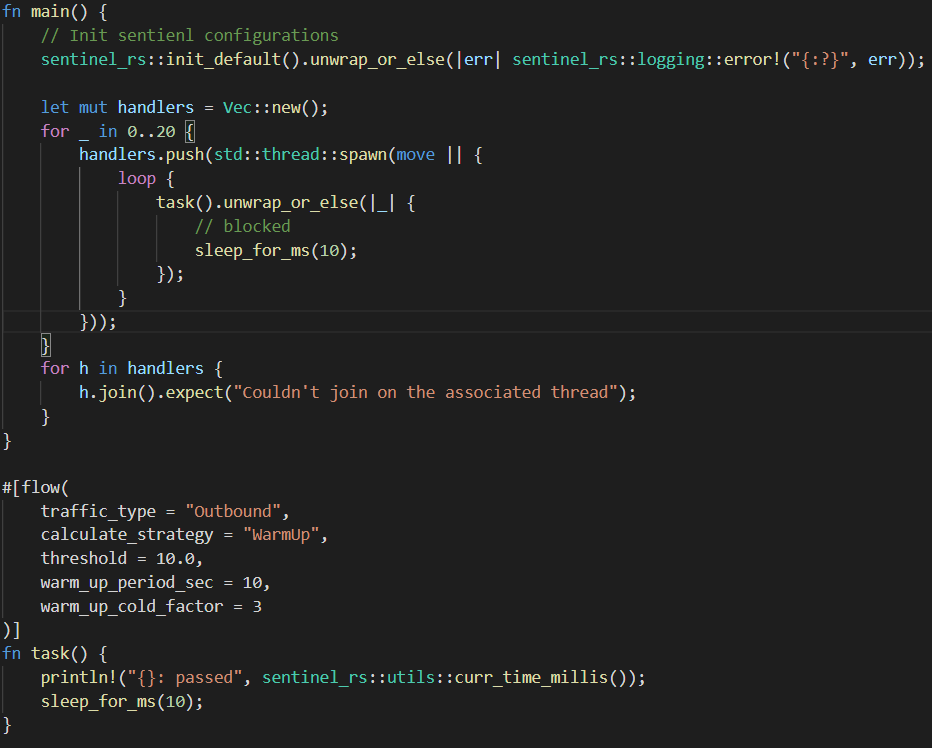 fn main() {
    // Init sentienl configurations
    sentinel_rs::init_default().unwrap_or_else(|err| sentinel_rs::logging::error!("{:?}", err));

    let mut handlers = Vec::new();
    for _ in 0..20 {
        handlers.push(std::thread::spawn(move || {
            loop {
                task().unwrap_or_else(|_| {
                    // blocked
                    sleep_for_ms(10);
                });
            }
        }));
    }
    for h in handlers {
        h.join().expect("Couldn't join on the associated thread");
    }
}

#[flow(
    traffic_type = "Outbound",
    calculate_strategy = "WarmUp",
    threshold = 10.0,
    warm_up_period_sec = 10,
    warm_up_cold_factor = 3
)]
fn task() {
    println!("{}: passed", sentinel_rs::utils::curr_time_millis());
    sleep_for_ms(10);
}